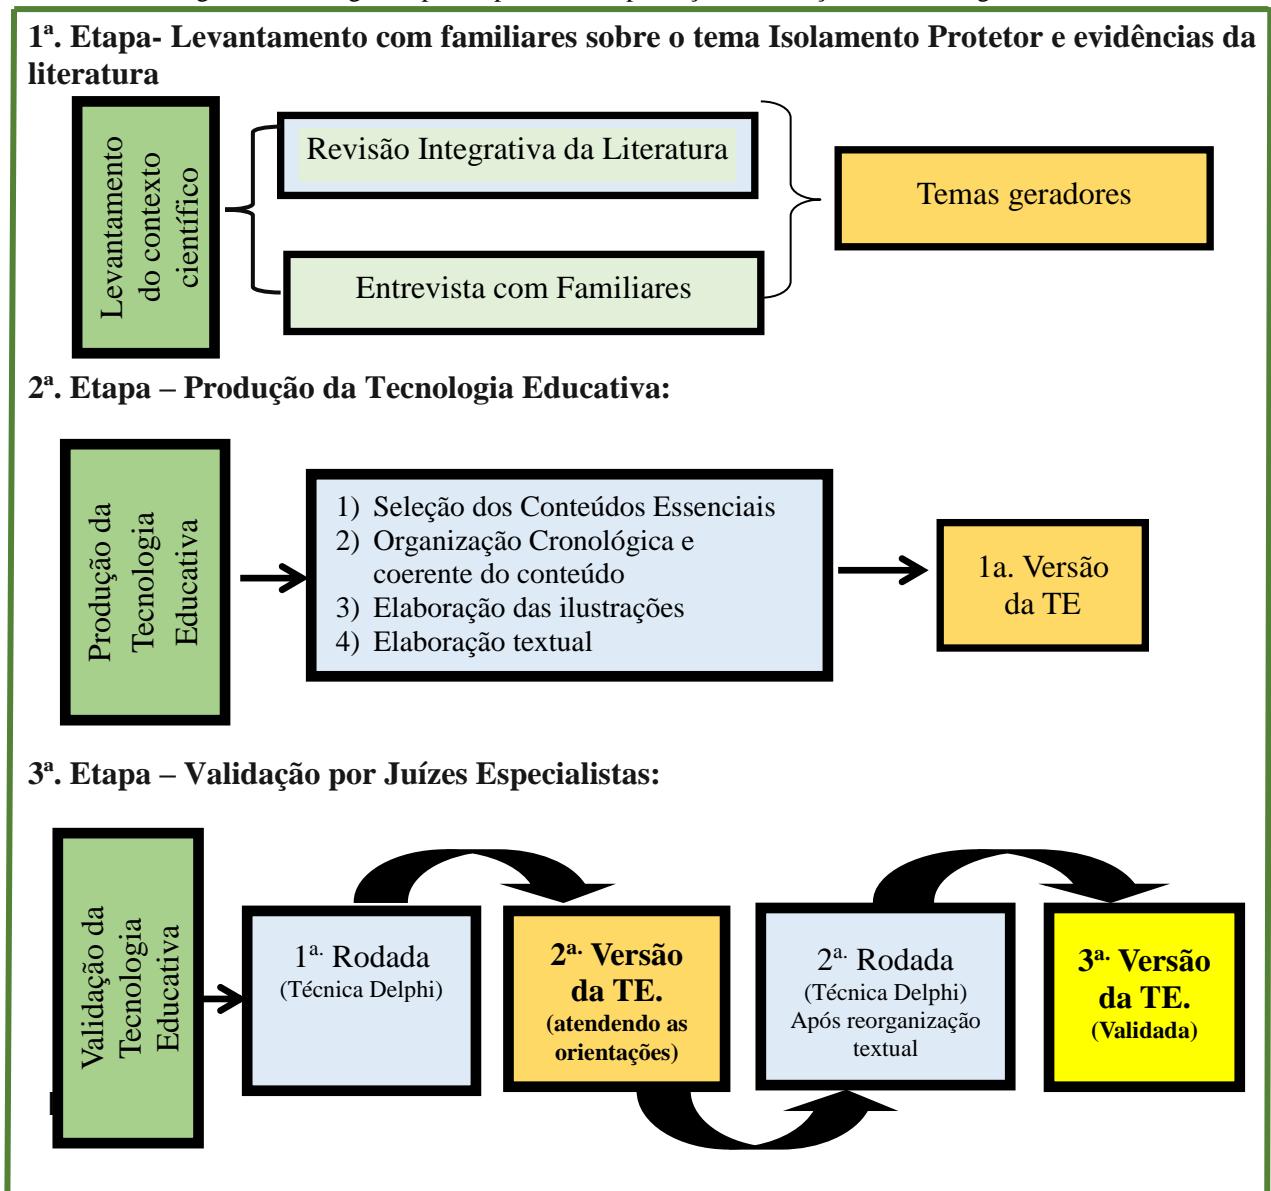 1ª. Etapa- Levantamento com familiares sobre o tema Isolamento Protetor e evidências da
literatura
Levantamento
do contexto
científico
Revisão Integrativa da Literatura
Entrevista com Familiares
Temas geradores
2ª. Etapa – Produção da Tecnologia Educativa:
Produção da
Tecnologia
Educativa
1) Seleção dos Conteúdos Essenciais
2) Organização Cronológica e
coerente do conteúdo
3) Elaboração das ilustrações
4) Elaboração textual
1a. Versão
da TE
3ª. Etapa – Validação por Juízes Especialistas:
Validação da
Tecnologia
Educativa
1ª. Rodada
(Técnica Delphi)
2ª. Versão
da TE.
(atendendo as
orientações)
2ª. Rodada
(Técnica Delphi)
Após reorganização
textual
3ª. Versão
da TE.
(Validada)